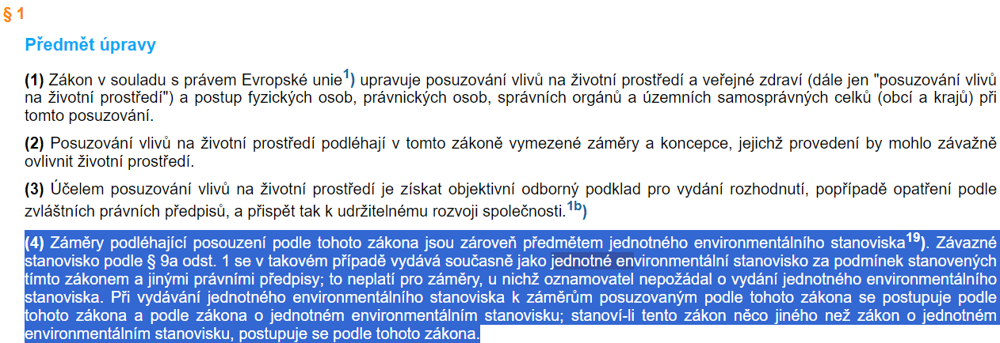 § 1
Předmět úpravy
(1) Zákon v souladu s právem Evropské unie1) upravuje posuzování vlivů na životní prostředí a veřejné zdraví (dále jen "posuzování vlivů
na životní prostředí") a postup fyzických osob, právnických osob, správních orgánů a územních samosprávných celků (obcí a krajů) při
tomto posuzování.
(2) Posuzování vlivů na životní prostředí podléhají v tomto zákoně vymezené záměry a koncepce, jejichž provedení by mohlo závažně
ovlivnit životní prostředí.
(3) Účelem posuzování vlivů na životní prostředí je získat objektivní odborný podklad pro vydání rozhodnutí, popřípadě opatření podle
zvláštních právních předpisů, a přispět tak k udržitelnému rozvoji společnosti.1b)
(4) Záměry podléhající posouzení podle tohoto zákona jsou zároveň předmětem jednotného environmentálního stanoviska19). Závazné
stanovisko podle § 9a odst. 1 se v takovém případě vydává současně jako jednotné environmentální stanovisko za podmínek stanovených
tímto zákonem a jinými právními předpisy; to neplatí pro záměry, u nichž oznamovatel nepožádal o vydání jednotného environmentálního
stanoviska. Při vydávání jednotného environmentálního stanoviska k záměrům posuzovaným podle tohoto zákona se postupuje podle
tohoto zákona a podle zákona o jednotném environmentálním stanovisku; stanoví-li tento zákon něco jiného než zákon o jednotném
environmentálním stanovisku, postupuje se podle tohoto zákona.